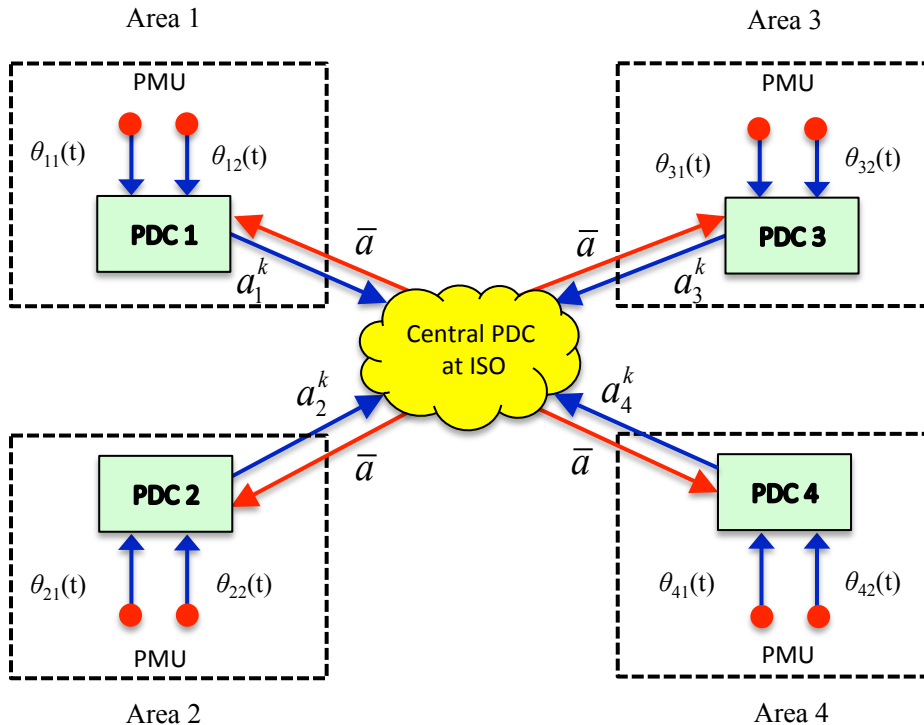 Area 1
Area 3
PMU
PMU
θ₁₁(t)
θ₁₂(t)
θ₃₁(t)
θ₃₂(t)
PDC 1
PDC 3
a̅
a̅
a₁ᵏ
a₃ᵏ
Central PDC
at ISO
a₂ᵏ
a₄ᵏ
a̅
a̅
PDC 2
PDC 4
θ₂₁(t)
θ₂₂(t)
θ₄₁(t)
θ₄₂(t)
PMU
PMU
Area 2
Area 4